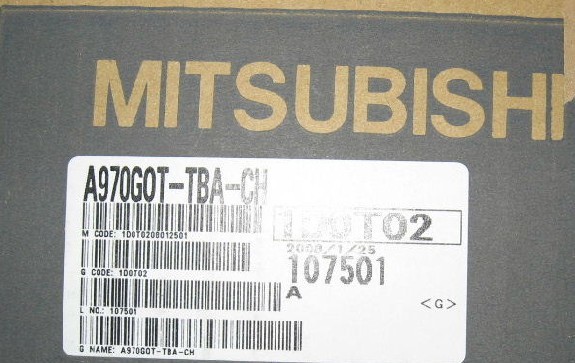 MITSUBISHI
A970GOT-TBA-CH
M CODE: 1D0T0208012501
1D0T02
2008/1/25
G CODE: 1D0T02
107501
A
L NO.: 107501
<G>
G NAME: A970GOT-TBA-CH